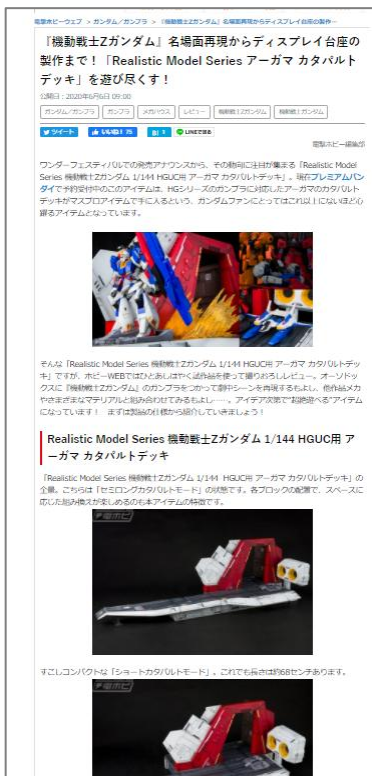 電撃ホビーウェブ > ガンダム／ガンプラ > 『機動戦士Zガンダム』名場面再現からディスプレイ台座の製作…
『機動戦士Zガンダム』名場面再現からディスプレイ台座の
製作まで！「Realistic Model Series アーガマ カタパルト
デッキ」を遊び尽くす！
公開日：2020年6月6日 09:00
ガンダム/ガンプラ ガンプラ メガハウス レビュー 機動戦士Zガンダム 機動戦士ガンダム
ツイート いいね！ 75 B! LINEで送る
電撃ホビー編集部
ワンダーフェスティバルでの発売アナウンスから、その動向に注目が集まる「Realistic Model
Series 機動戦士Zガンダム 1/144 HGUC用 アーガマ カタパルトデッキ」。現在プレミアムバン
ダイで予約受付中のこのアイテムは、HGシリーズのガンプラに対応したアーガマのカタパルト
デッキがマスプロアイテムで手に入るという、ガンダムファンにとってはこれ以上にないほど心
躍るアイテムとなっています。
そんな「Realistic Model Series 機動戦士Zガンダム 1/144 HGUC用 アーガマ カタパルトデッ
キ」ですが、ホビーWEBではひとあしはやく試作品を使って撮りおろしレビュー。オーソドッ
クスに『機動戦士Zガンダム』のガンプラをつかって劇中シーンを再現するもよし、他作品メカ
やさまざまなマテリアルと組み合わせてみるもよし――。アイデア次第で“超絶遊べる”アイテム
になっています！ まずは製品の仕様から紹介していきましょう！
Realistic Model Series 機動戦士Zガンダム 1/144 HGUC用 ア
ーガマ カタパルトデッキ
「Realistic Model Series 機動戦士Zガンダム 1/144 HGUC用 アーガマ カタパルトデッキ」の
全景。こちらは「セミロングカタパルトモード」の状態です。各ブロックの配置で、スペースに
応じた組み換えが楽しめるのも本アイテムの特徴です。
電ホビ
すこしコンパクトな「ショートカタパルトモード」。これでも長さは約68センチあります。
電ホビ